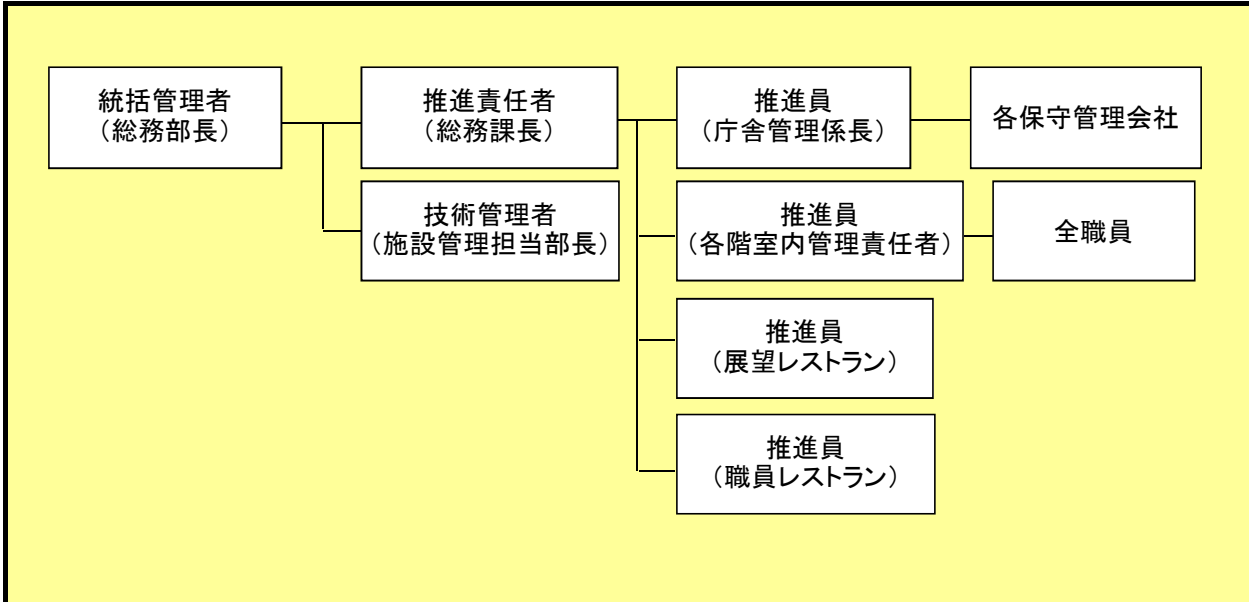 統括管理者
（総務部長）
推進責任者
（総務課長）
推進員
（庁舎管理係長）
各保守管理会社
技術管理者
（施設管理担当部長）
推進員
（各階室内管理責任者）
全職員
推進員
（展望レストラン）
推進員
（職員レストラン）